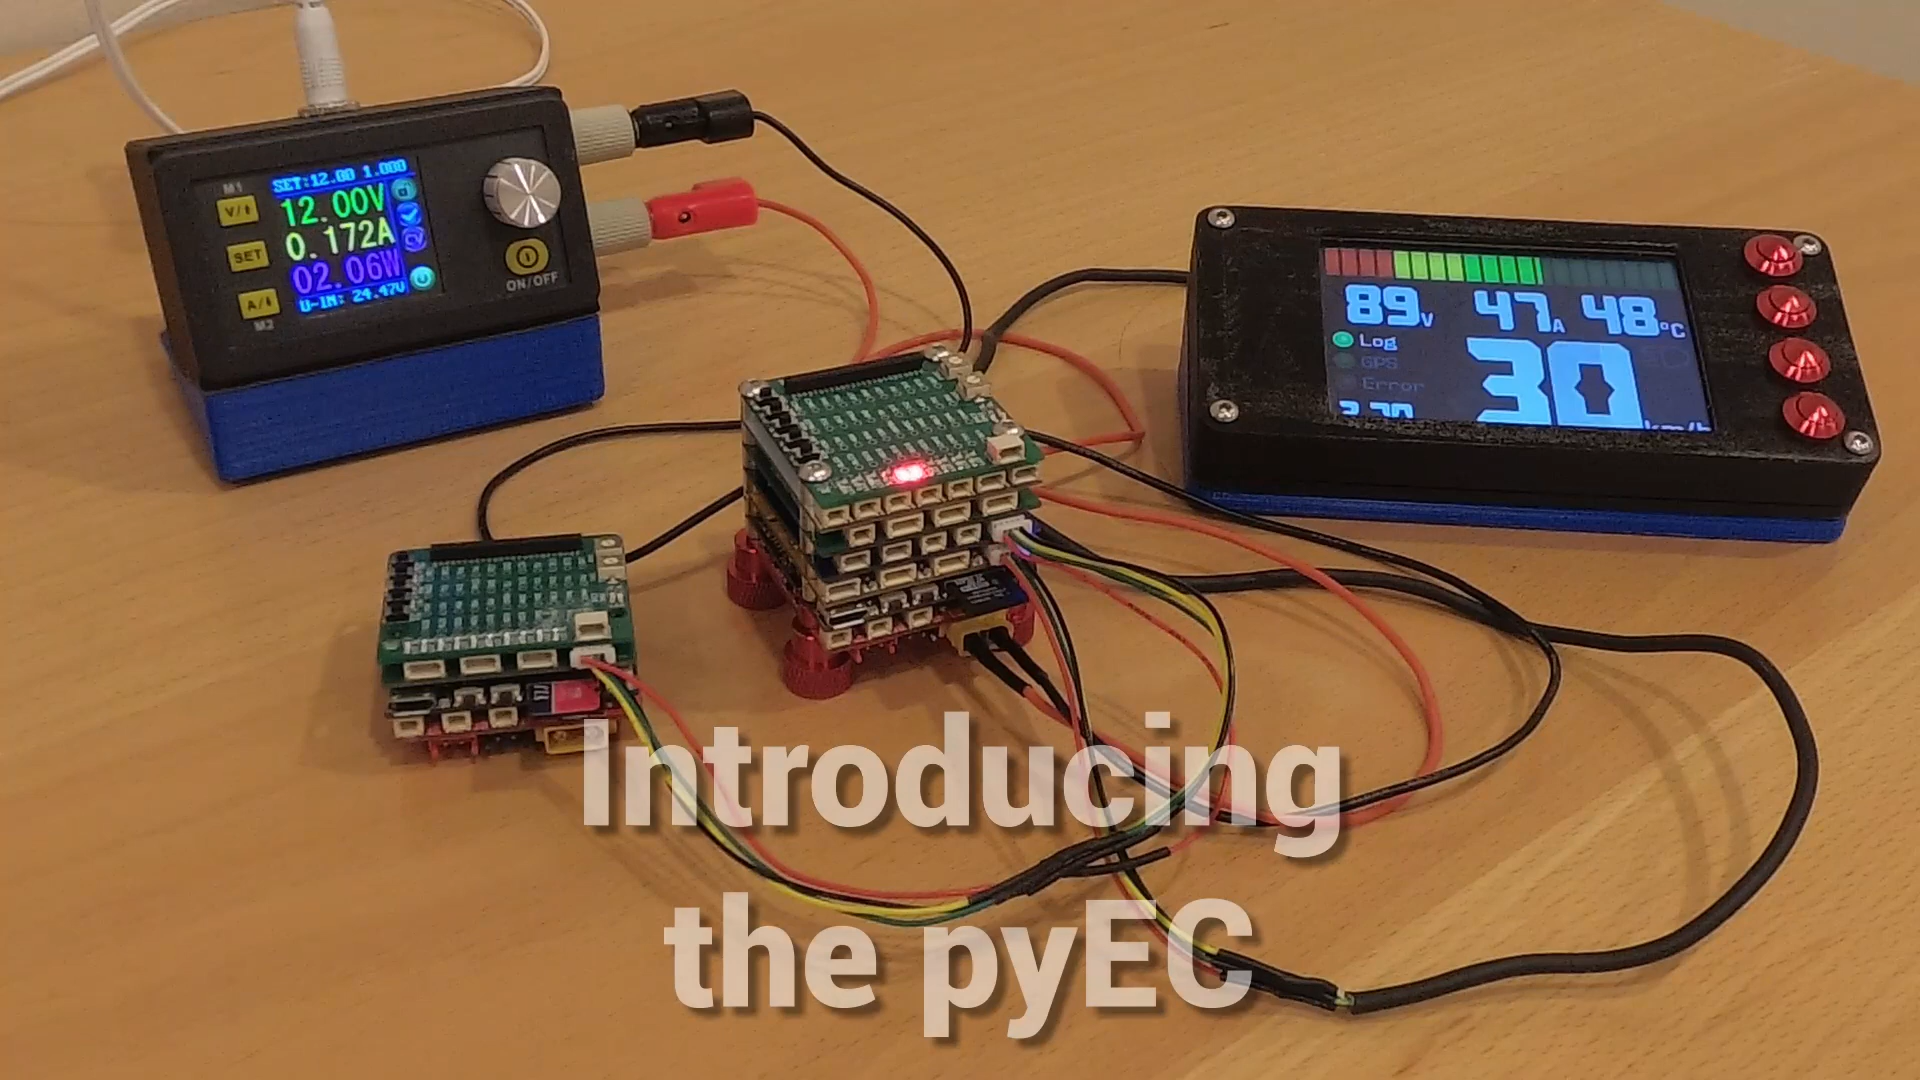 M1
V/⬆
SET
A/⬇
M2
SET:12.00 1.000
12.00V
0.172A
02.06W
U-IN: 24.47V
CV
ON/OFF
89V 47A 48°C
Log
GPS
Error
30
km/h
Introducing
the pyEC